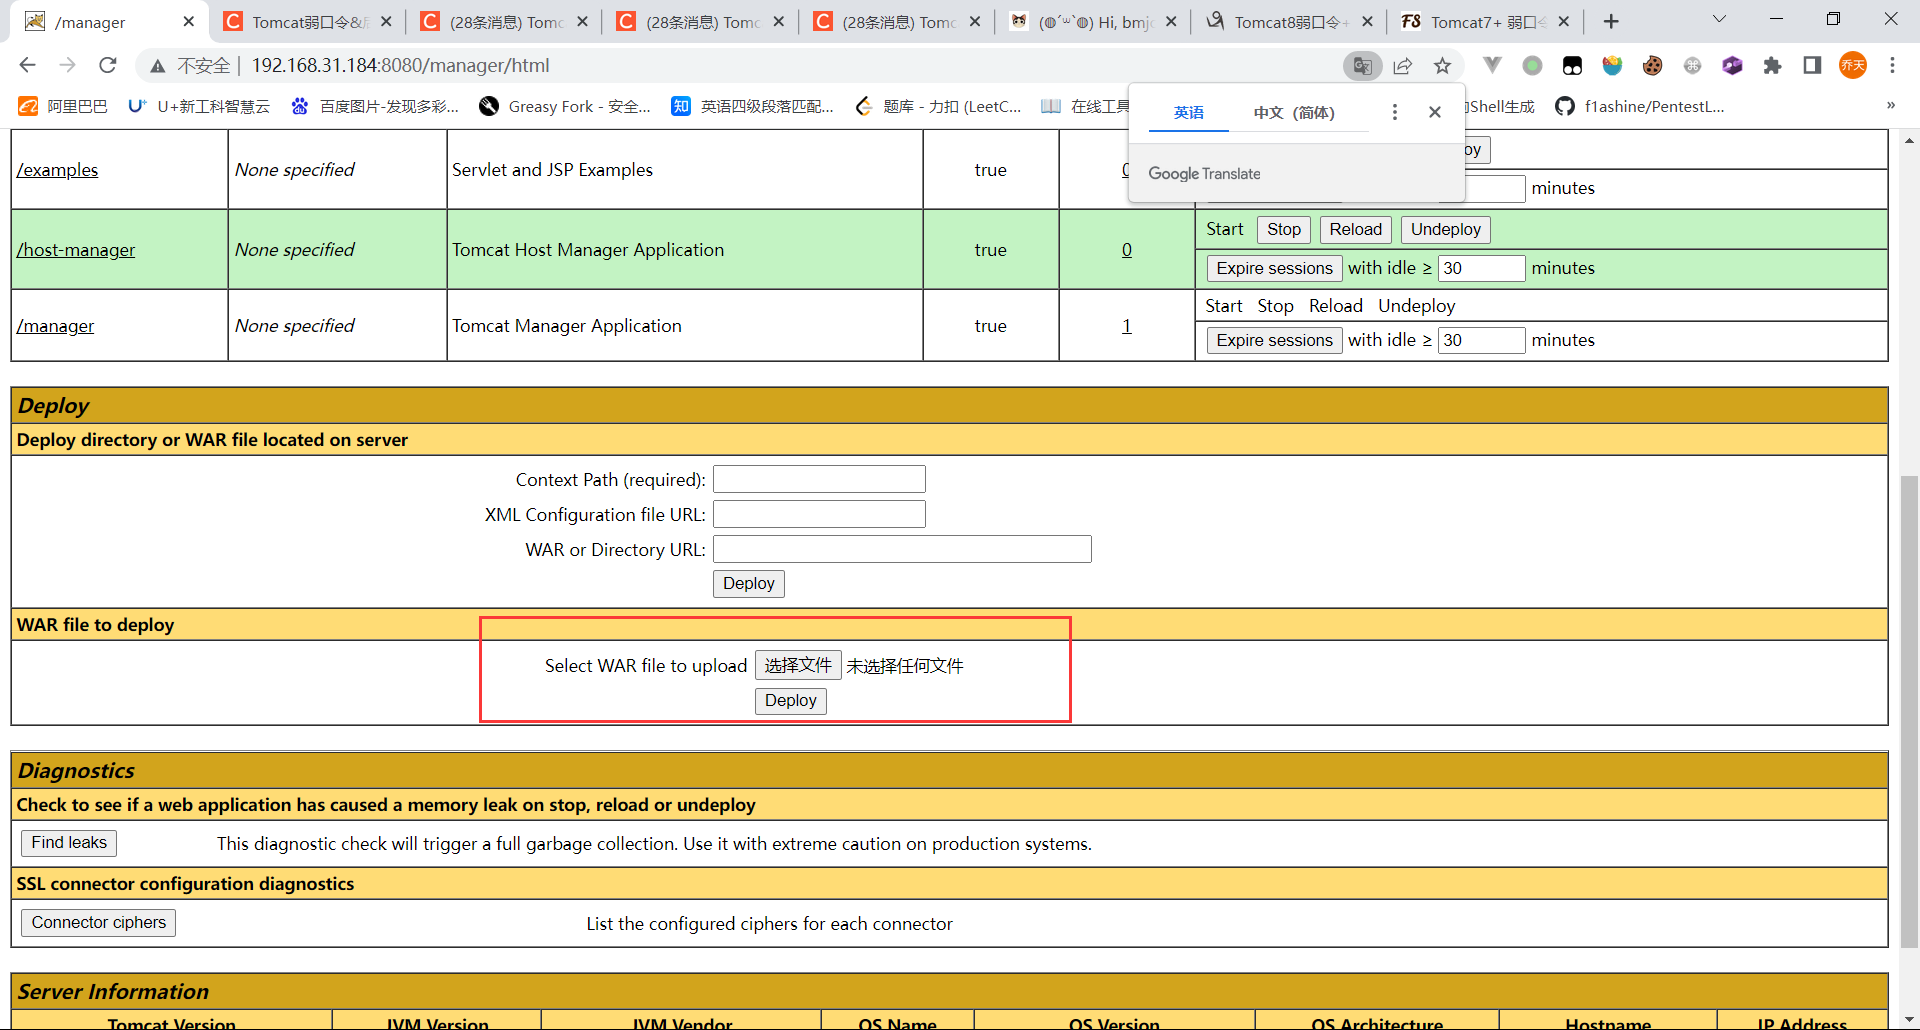 /manager
Tomcat弱口令&
(28条消息) Tomc
(28条消息) Tomc
(28条消息) Tomc
Hi, bmj
Tomcat8弱口令+
Tomcat7+ 弱口令
不安全 192.168.31.184:8080/manager/html
乔天
阿里巴巴 U+新工科智慧云 百度图片-发现多彩... Greasy Fork - 安全... 英语四级段落匹配... 题库 - 力扣 (LeetC... 在线工具 Shell生成 f1ashine/PentestL... »
英语 中文（简体）
Google Translate
/examples None specified Servlet and JSP Examples true 0
oy
minutes
/host-manager None specified Tomcat Host Manager Application true 0
Start Stop Reload Undeploy
Expire sessions with idle ≥ 30 minutes
/manager None specified Tomcat Manager Application true 1
Start Stop Reload Undeploy
Expire sessions with idle ≥ 30 minutes
Deploy
Deploy directory or WAR file located on server
Context Path (required):
XML Configuration file URL:
WAR or Directory URL:
Deploy
WAR file to deploy
Select WAR file to upload 选择文件 未选择任何文件
Deploy
Diagnostics
Check to see if a web application has caused a memory leak on stop, reload or undeploy
Find leaks This diagnostic check will trigger a full garbage collection. Use it with extreme caution on production systems.
SSL connector configuration diagnostics
Connector ciphers List the configured ciphers for each connector
Server Information
Tomcat Version JVM Version JVM Vendor OS Name OS Version OS Architecture Hostname IP Address